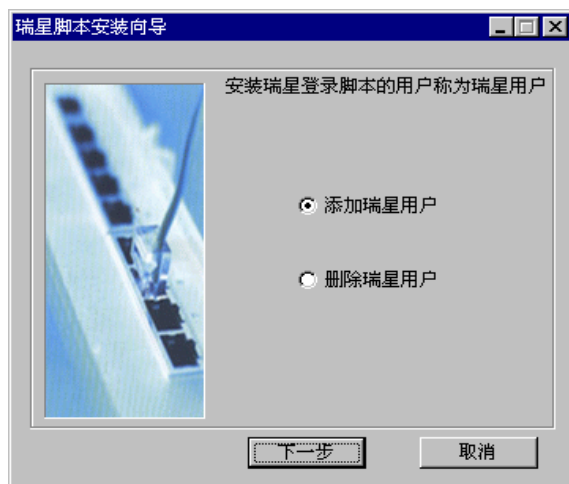 瑞星脚本安装向导
安装瑞星登录脚本的用户称为瑞星用户
添加瑞星用户
删除瑞星用户
下一步
取消